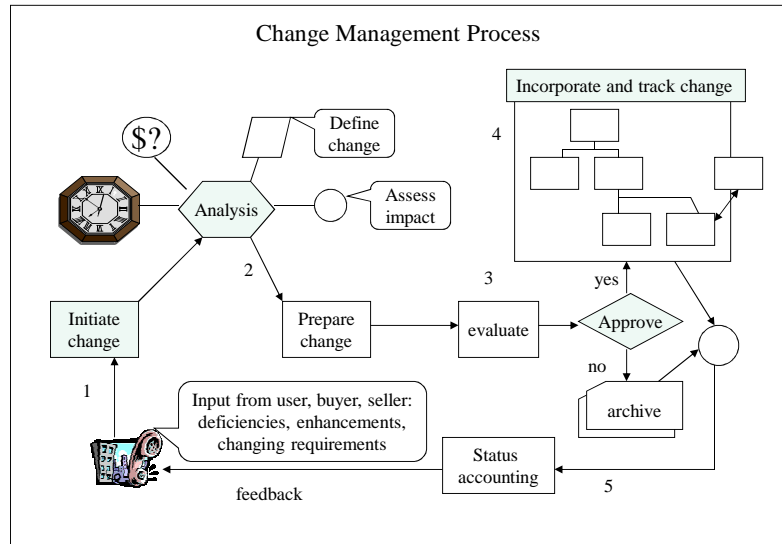 Change Management Process
Incorporate and track change
4
$?
Define
change
Analysis
Assess
impact
2
3
yes
Initiate
change
Prepare
change
evaluate
Approve
no
1
Input from user, buyer, seller:
deficiencies, enhancements,
changing requirements
archive
Status
accounting
5
feedback